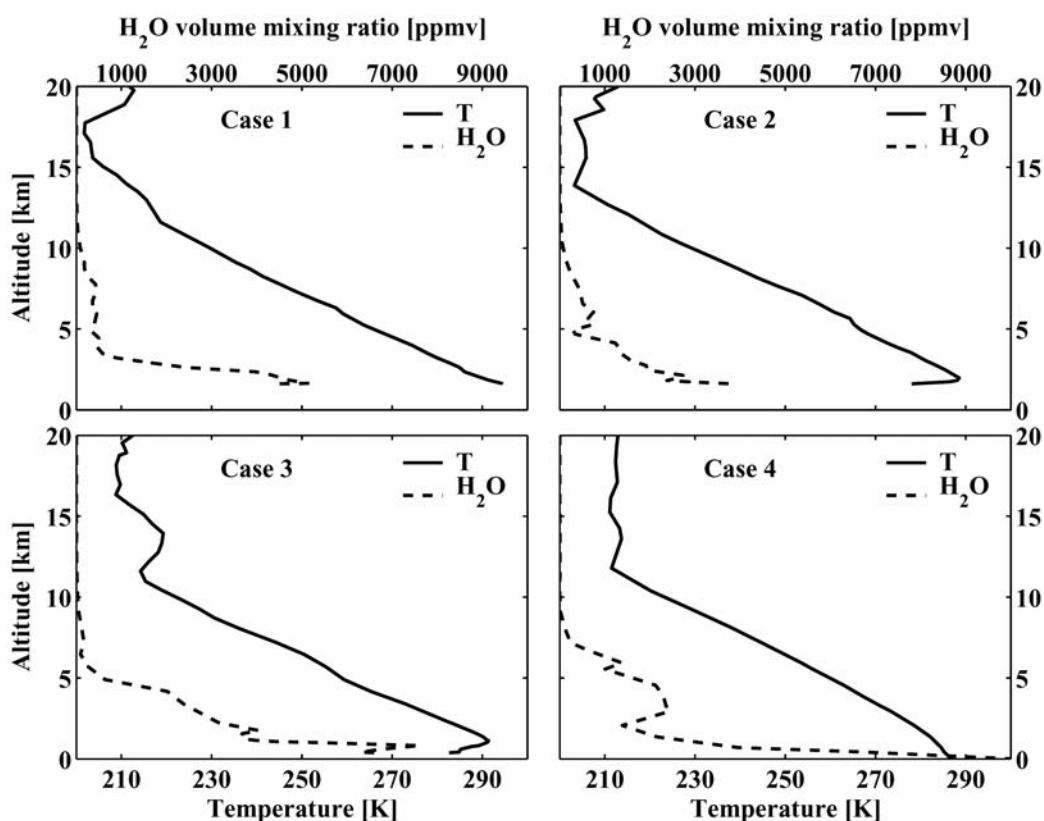 H₂O volume mixing ratio [ppmv] H₂O volume mixing ratio [ppmv]
1000 3000 5000 7000 9000 1000 3000 5000 7000 9000
20 20
Case 1 T Case 2 T
H₂O H₂O
15 15
Altitude [km]
10 10
5 5
0 0
20 20
Case 3 T Case 4 T
H₂O H₂O
15 15
Altitude [km]
10 10
5 5
0 0
210 230 250 270 290 210 230 250 270 290
Temperature [K] Temperature [K]